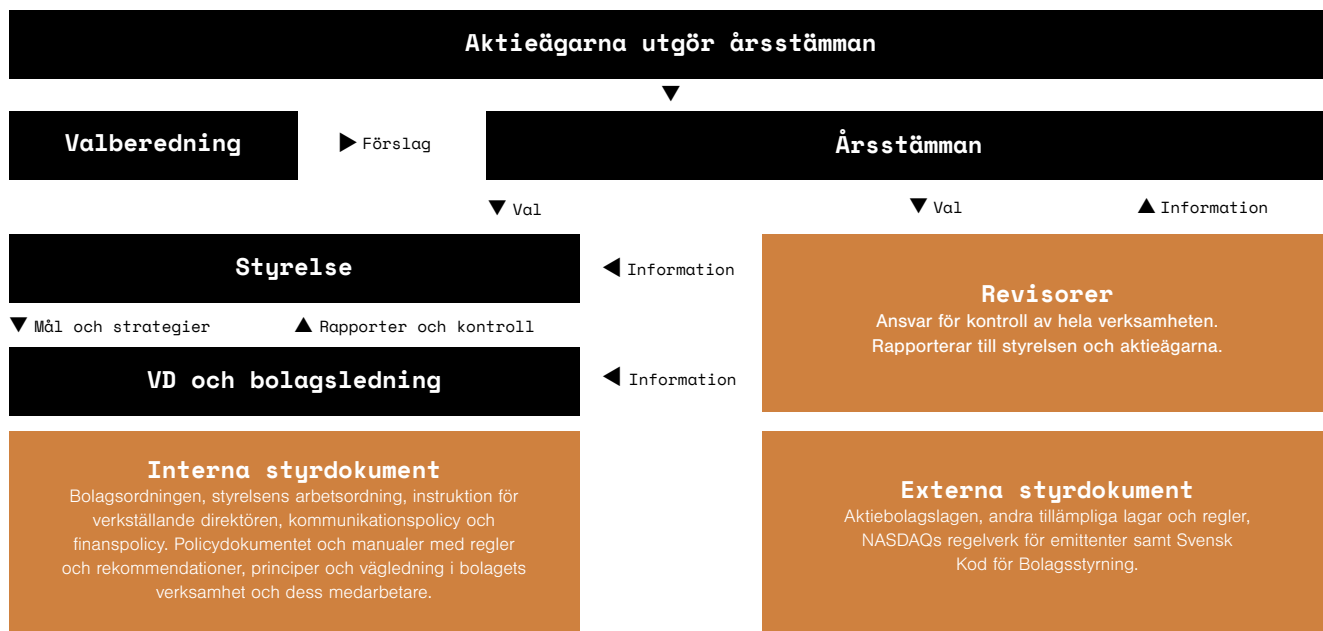 Aktieägarna utgör årsstämman
Valberedning
Förslag
Årsstämman
Val
Val
Information
Styrelse
Information
Mål och strategier
Rapporter och kontroll
VD och bolagsledning
Information
Revisorer
Ansvar för kontroll av hela verksamheten.
Rapporterar till styrelsen och aktieägarna.
Interna styrdokument
Bolagsordningen, styrelsens arbetsordning, instruktion för
verkställande direktören, kommunikationspolicy och
finanspolicy. Policydokumentet och manualer med regler
och rekommendationer, principer och vägledning i bolagets
verksamhet och dess medarbetare.
Externa styrdokument
Aktiebolagslagen, andra tillämpliga lagar och regler,
NASDAQs regelverk för emittenter samt Svensk
Kod för Bolagsstyrning.